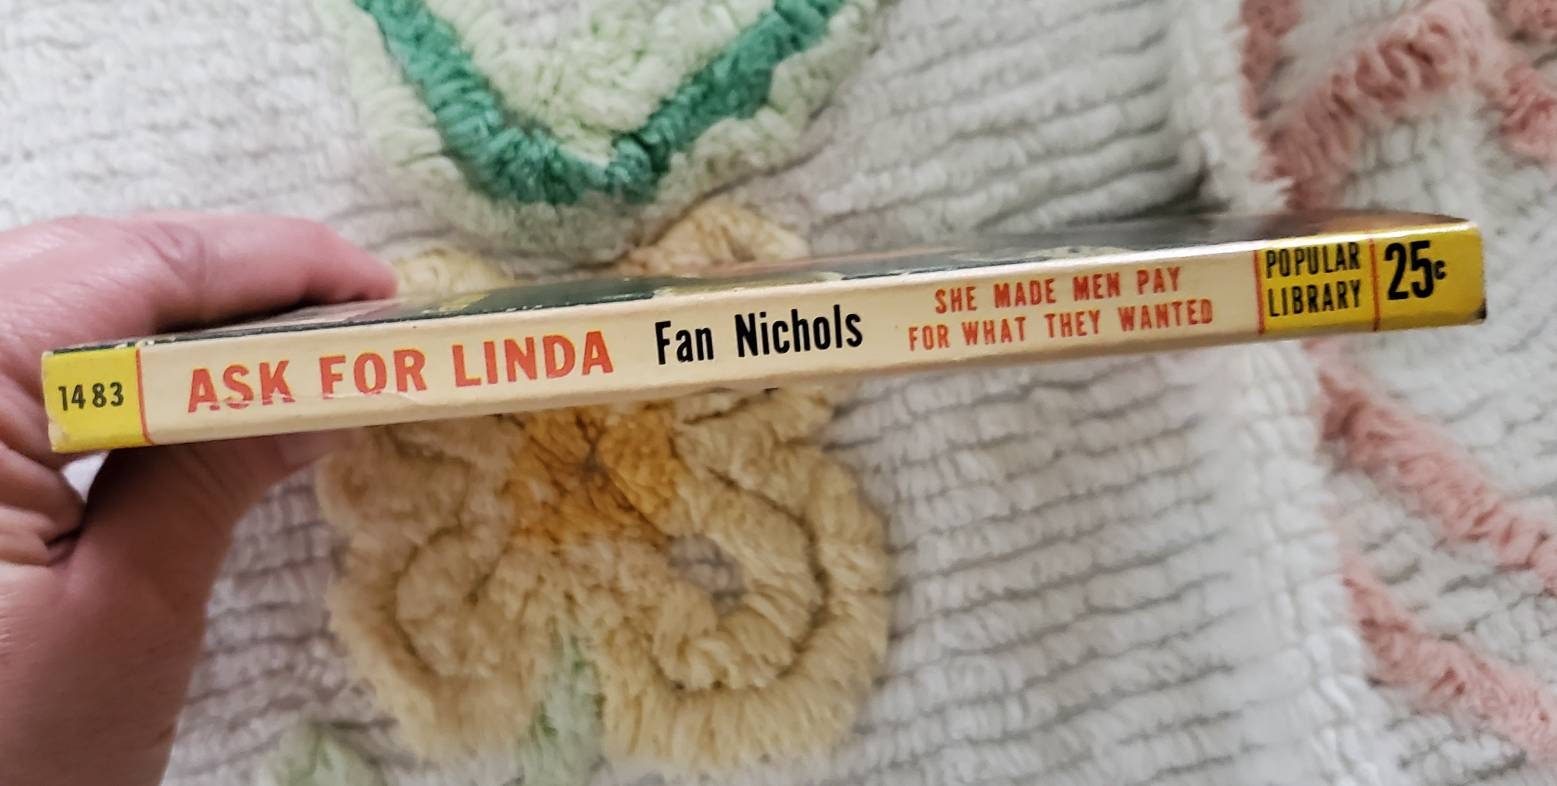 1483
ASK FOR LINDA
Fan Nichols
SHE MADE MEN PAY
FOR WHAT THEY WANTED
POPULAR
LIBRARY
25c